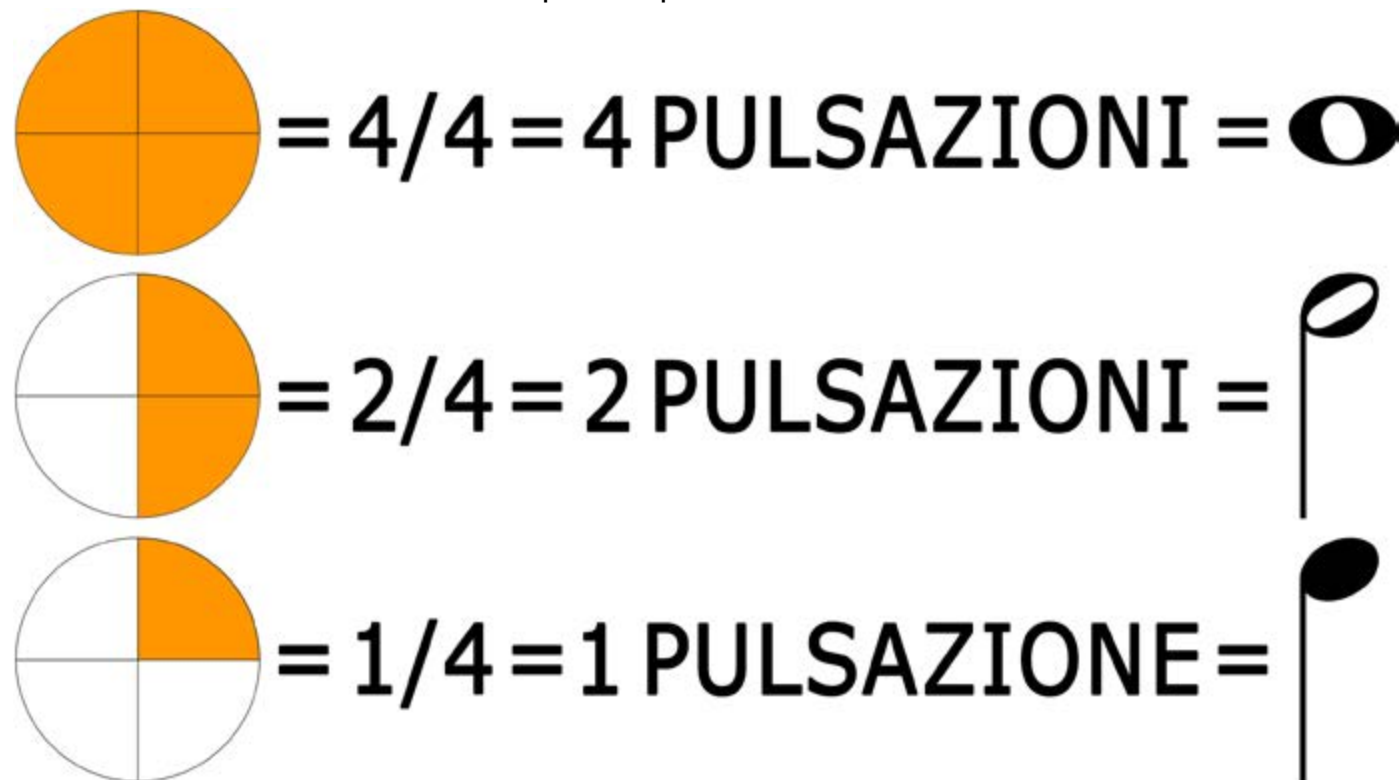 = 4/4 = 4 PULSAZIONI =
= 2/4 = 2 PULSAZIONI =
= 1/4 = 1 PULSAZIONE =